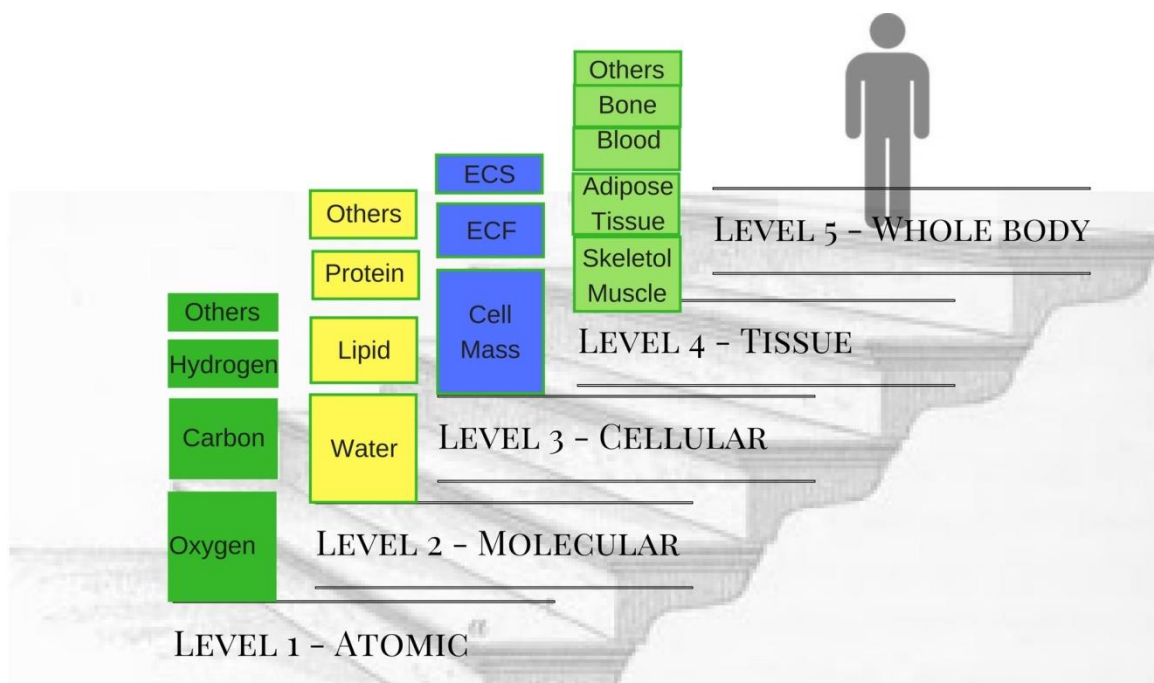 Others
Bone
Blood
Adipose
Tissue
Skeletol
Muscle
ECS
ECF
Cell
Mass
Others
Protein
Lipid
Water
Others
Hydrogen
Carbon
Oxygen
Level 5 - Whole body
Level 4 - Tissue
Level 3 - Cellular
Level 2 - Molecular
Level 1 - Atomic
a